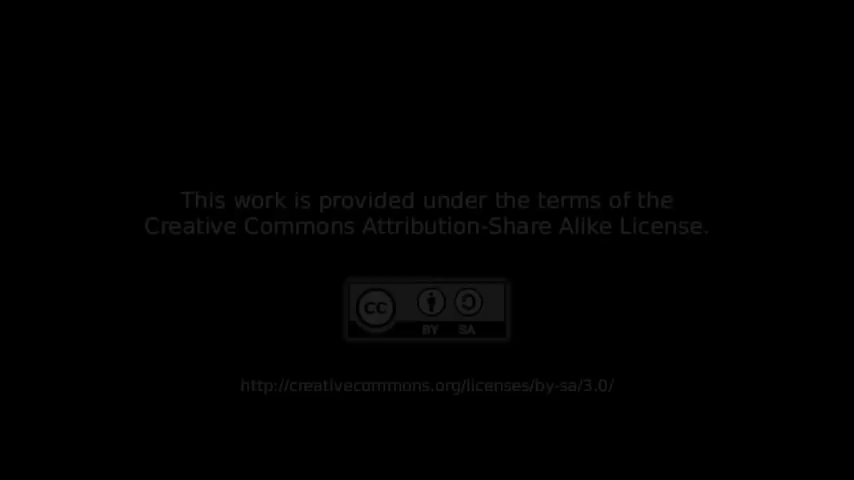 This work is provided under the terms of the
Creative Commons Attribution-Share Alike License.
cc
BY SA
http://creativecommons.org/licenses/by-sa/3.0/